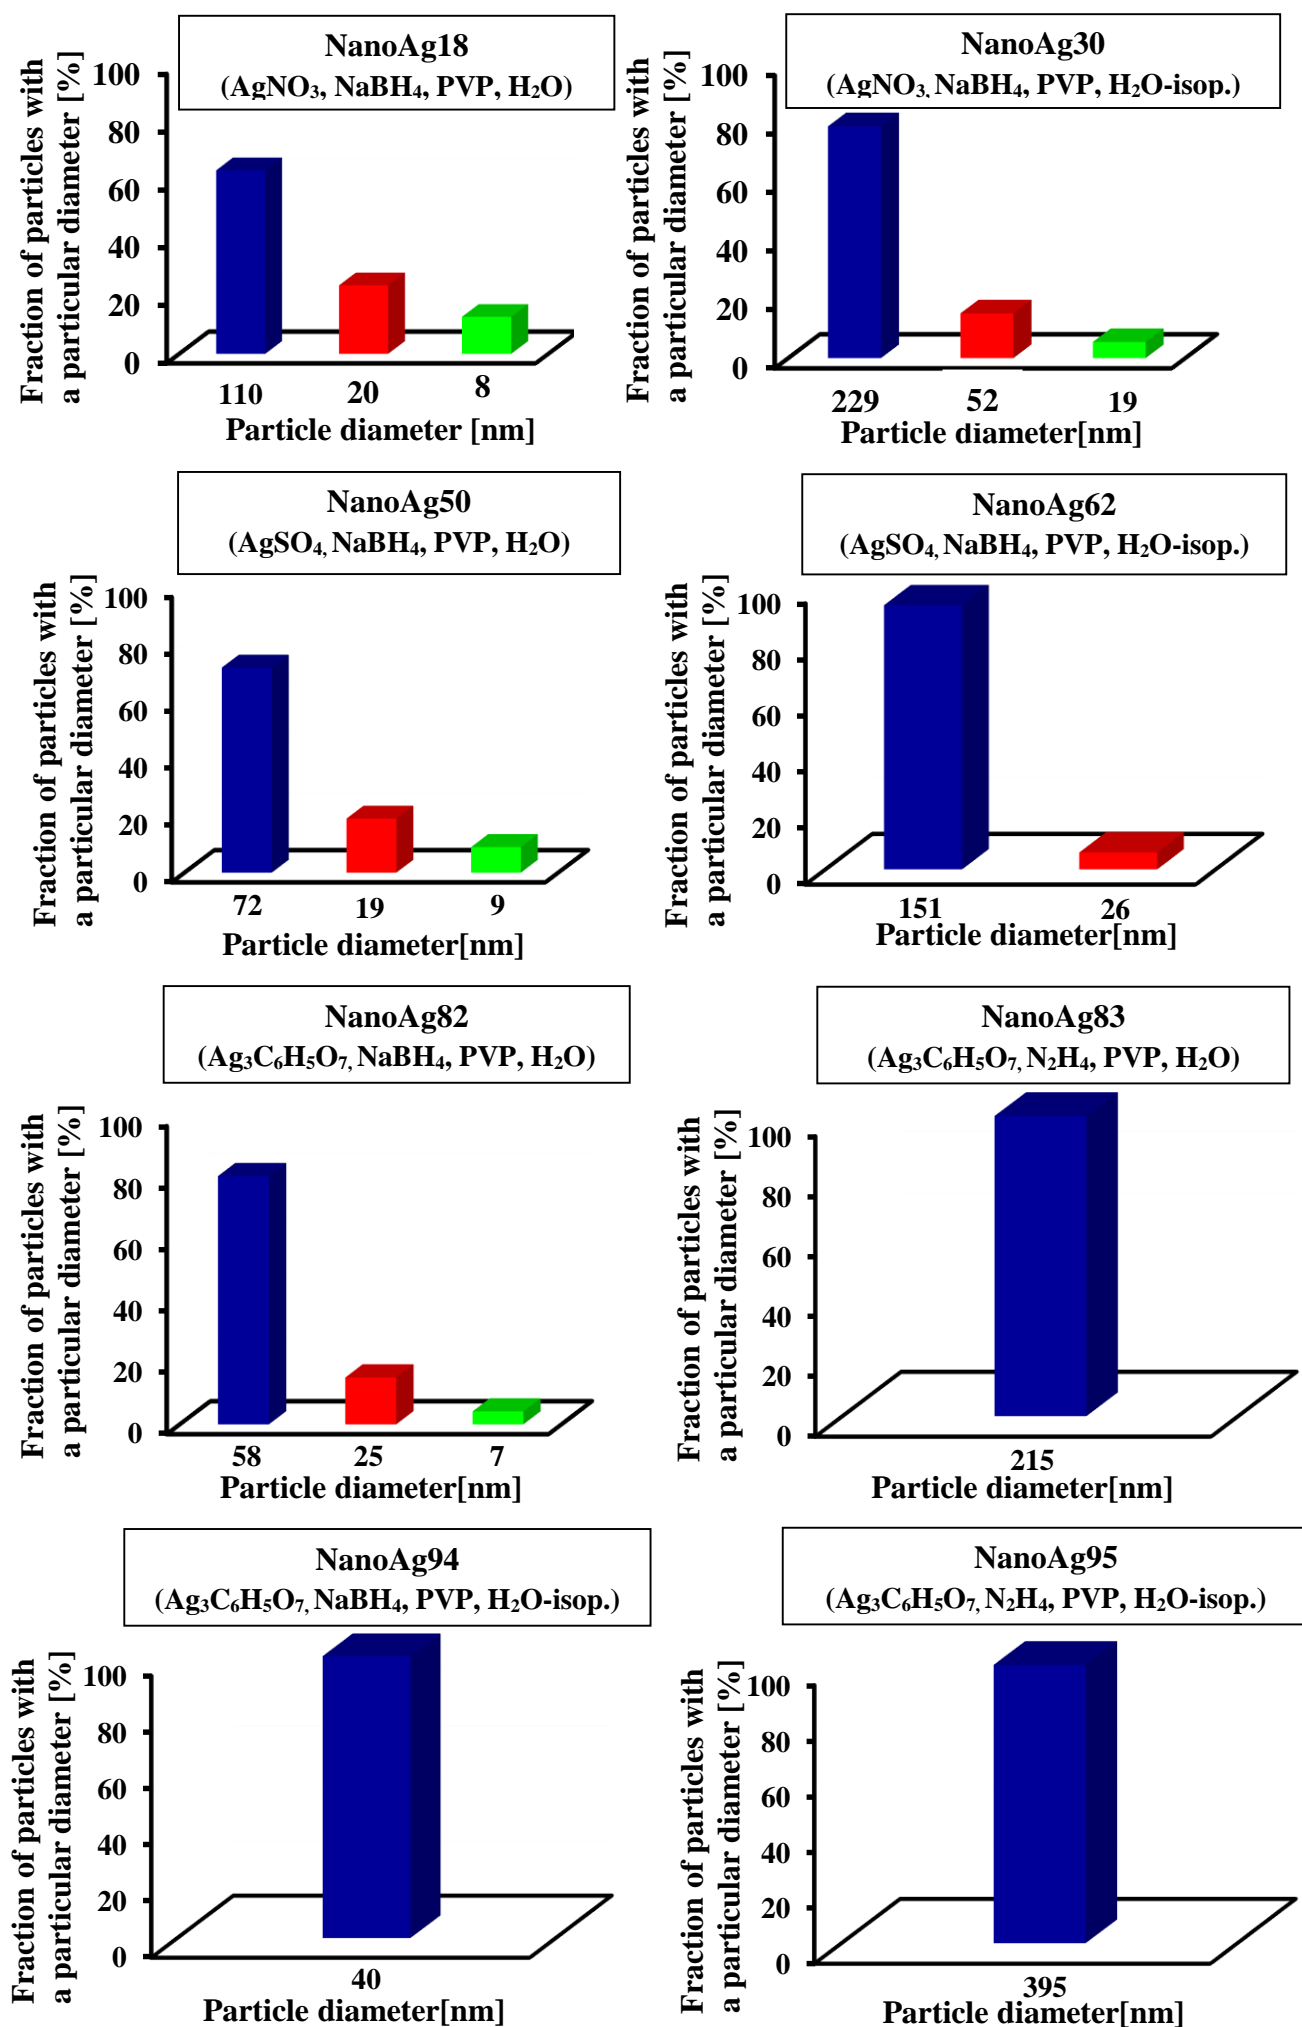 NanoAg18
(AgNO₃, NaBH₄, PVP, H₂O)
Fraction of particles with
a particular diameter [%]
100
80
60
40
20
0
110
20
8
Particle diameter [nm]
NanoAg30
(AgNO₃, NaBH₄, PVP, H₂O-isop.)
Fraction of particles with
a particular diameter [%]
100
80
60
40
20
0
229
52
19
Particle diameter[nm]
NanoAg50
(AgSO₄, NaBH₄, PVP, H₂O)
Fraction of particles with
a particular diameter [%]
100
80
60
40
20
0
72
19
9
Particle diameter[nm]
NanoAg62
(AgSO₄, NaBH₄, PVP, H₂O-isop.)
Fraction of particles with
a particular diameter [%]
100
80
60
40
20
0
151
26
Particle diameter[nm]
NanoAg82
(Ag₃C₆H₅O₇, NaBH₄, PVP, H₂O)
Fraction of particles with
a particular diameter [%]
100
80
60
40
20
0
58
25
7
Particle diameter[nm]
NanoAg83
(Ag₃C₆H₅O₇, N₂H₄, PVP, H₂O)
Fraction of particles with
a particular diameter [%]
100
80
60
40
20
0
215
Particle diameter[nm]
NanoAg94
(Ag₃C₆H₅O₇, NaBH₄, PVP, H₂O-isop.)
Fraction of particles with
a particular diameter [%]
100
80
60
40
20
0
40
Particle diameter[nm]
NanoAg95
(Ag₃C₆H₅O₇, N₂H₄, PVP, H₂O-isop.)
Fraction of particles with
a particular diameter [%]
100
80
60
40
20
0
395
Particle diameter[nm]